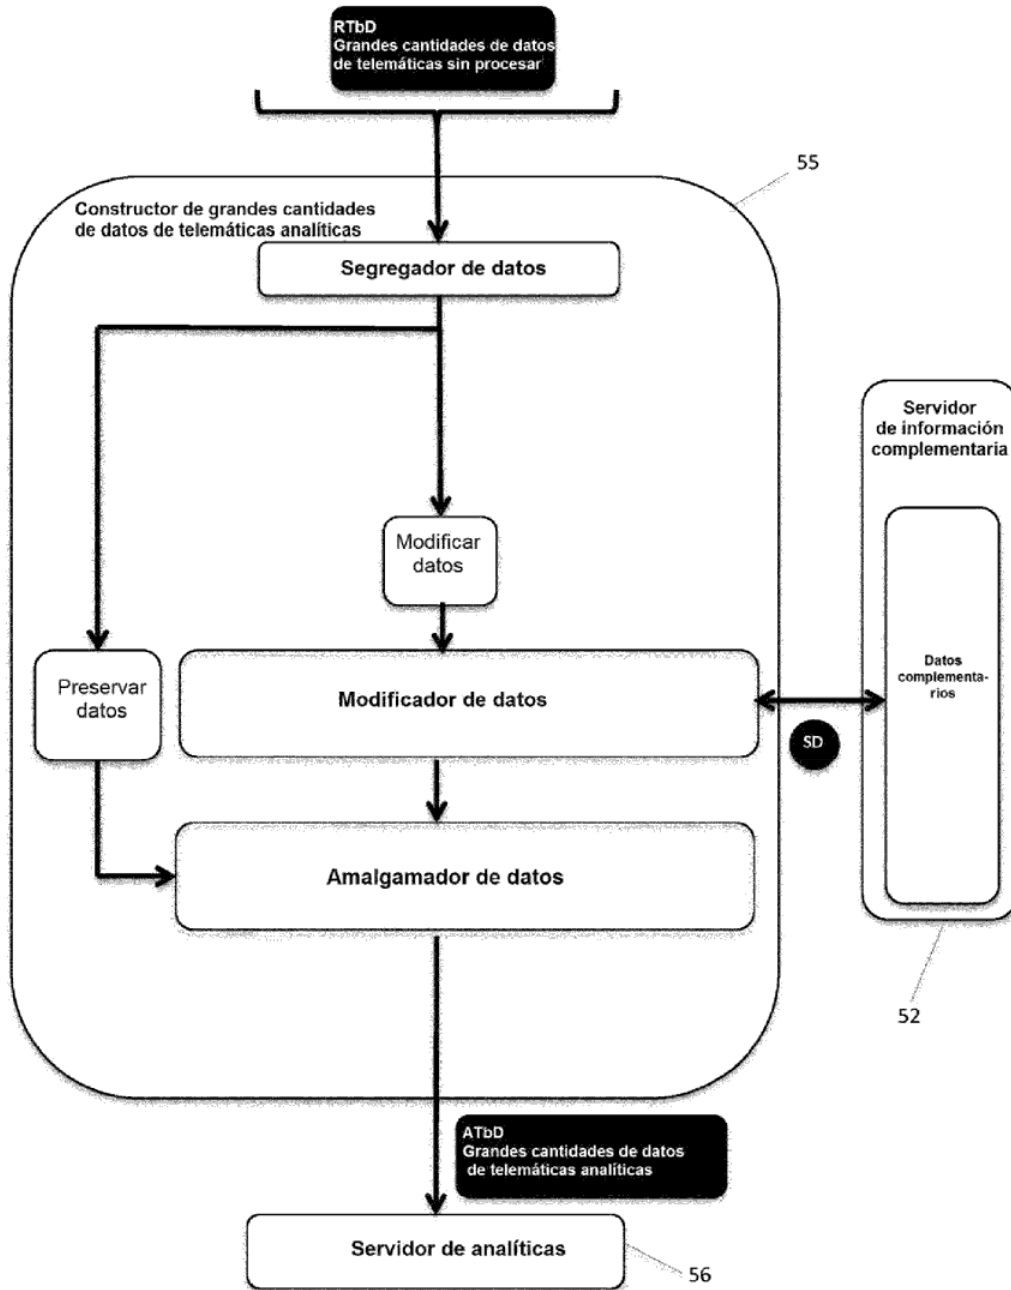 RTbD
Grandes cantidades de datos
de telemáticas sin procesar
55
Constructor de grandes cantidades
de datos de telemáticas analíticas
Segregador de datos
Servidor
de información
complementaria
Modificar
datos
Preservar
datos
Modificador de datos
Datos
complementa-
rios
SD
Amalgamador de datos
52
ATbD
Grandes cantidades de datos
de telemáticas analíticas
Servidor de analíticas
56